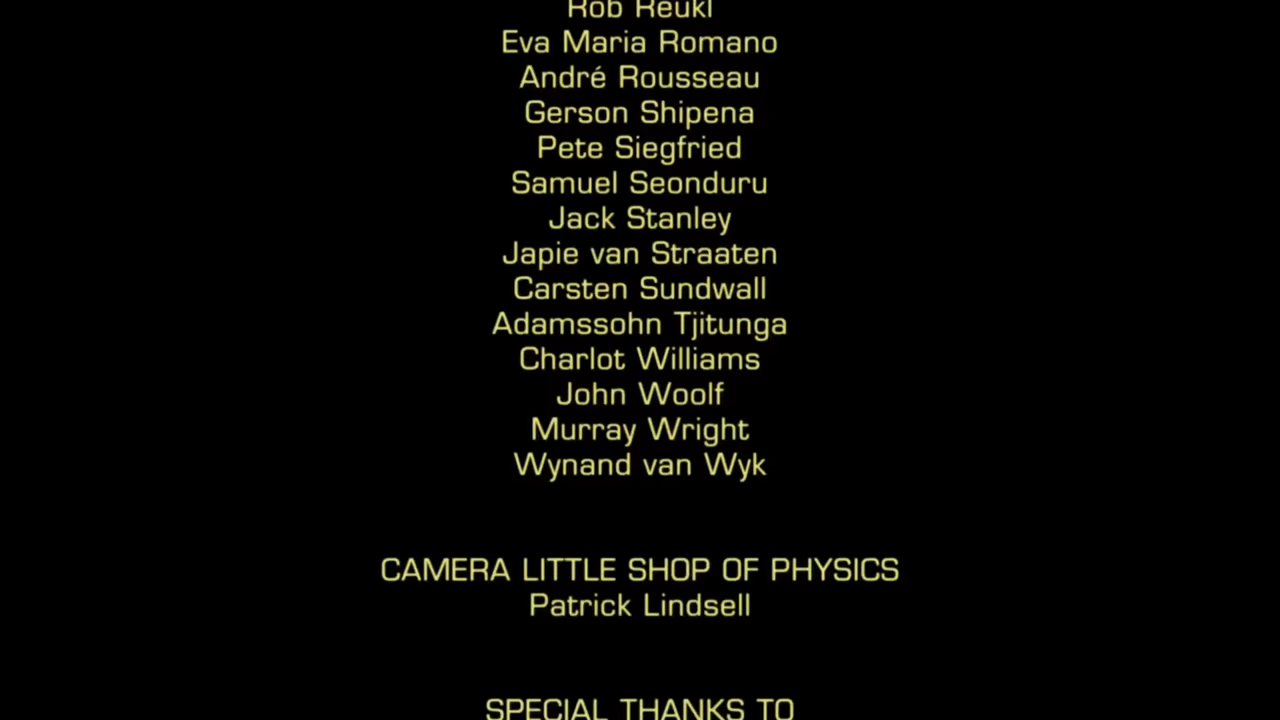 Rob Reukl
Eva Maria Romano
André Rousseau
Gerson Shipena
Pete Siegfried
Samuel Seonduru
Jack Stanley
Japie van Straaten
Carsten Sundwall
Adamssohn Tjitunga
Charlot Williams
John Woolf
Murray Wright
Wynand van Wyk
CAMERA LITTLE SHOP OF PHYSICS
Patrick Lindsell
SPECIAL THANKS TO